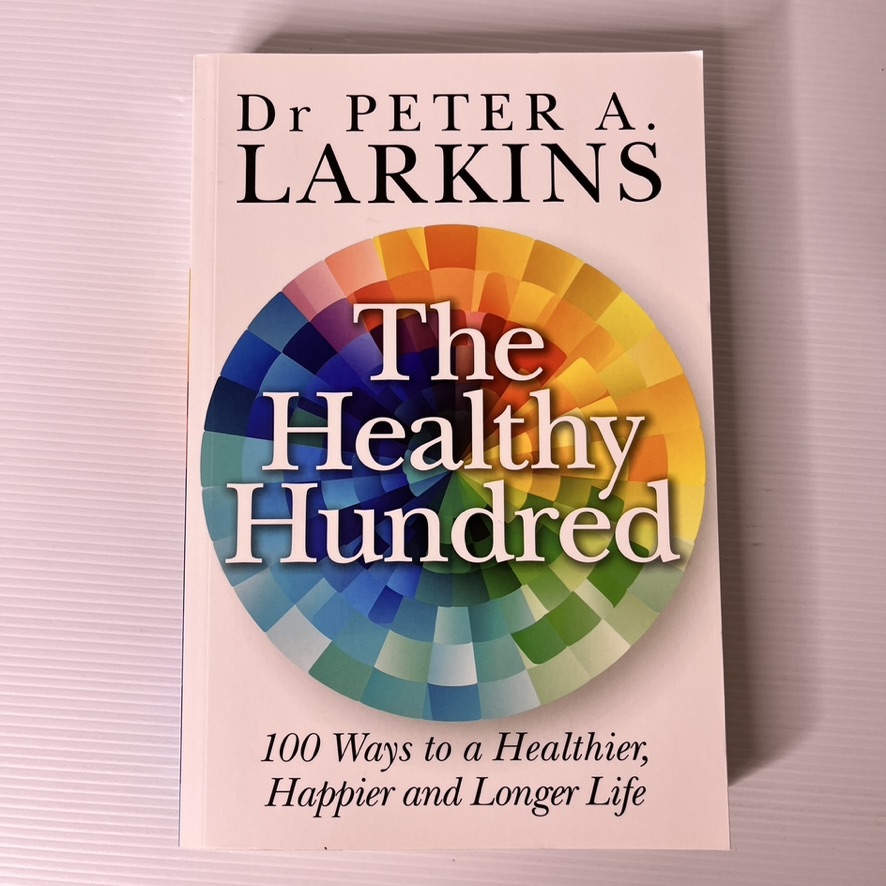 Dr PETER A.
LARKINS
The
Healthy
Hundred
100 Ways to a Healthier,
Happier and Longer Life